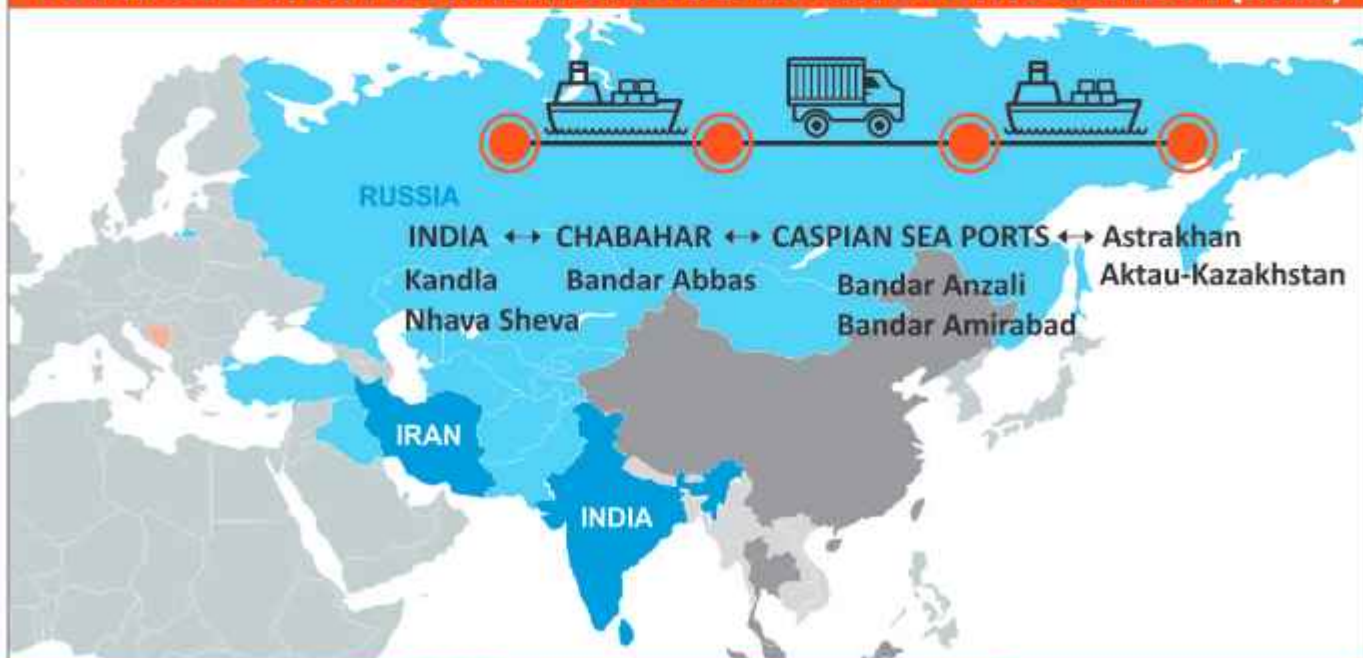 RUSSIA
INDIA ↔ CHABAHAR ↔ CASPIAN SEA PORTS ↔ Astrakhan
Kandla Bandar Abbas Bandar Anzali Aktau-Kazakhstan
Nhava Sheva Bandar Amirabad
IRAN
INDIA